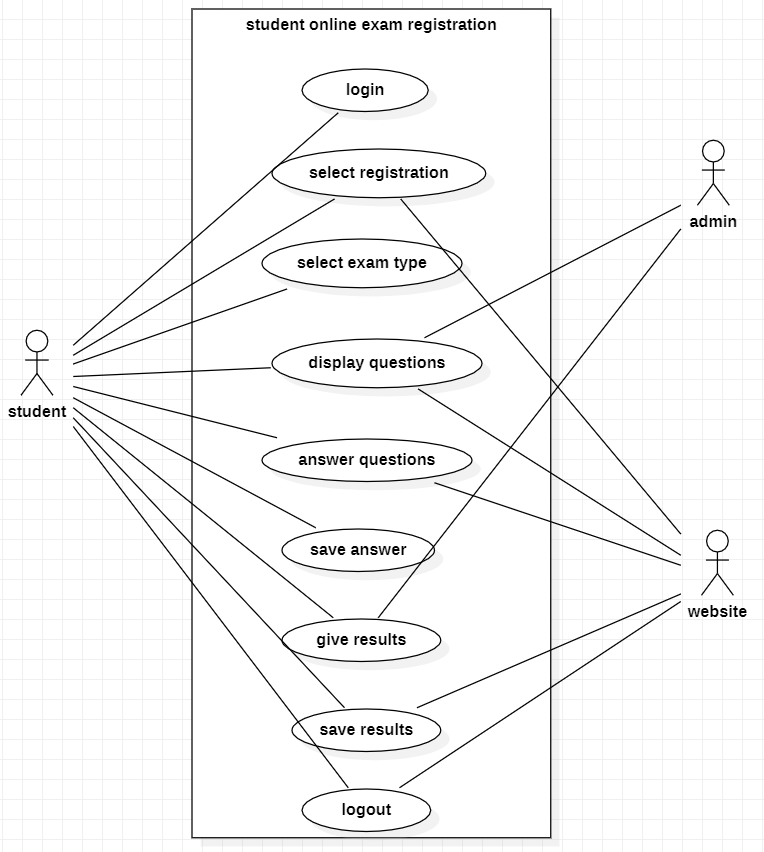 student online exam registration
login
select registration
admin
select exam type
display questions
student
answer questions
save answer
website
give results
save results
logout